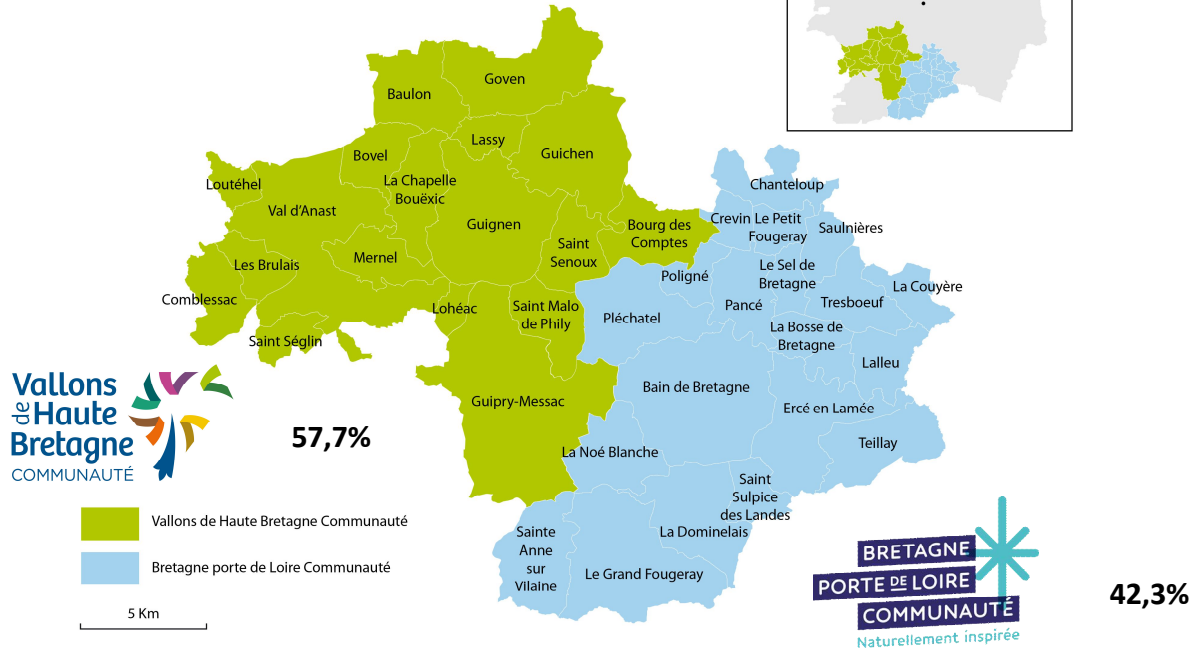 Goven
Baulon
Lassy
Guichen
Bovel
La Chapelle
Bouëxic
Loutéhel
Val d'Anast
Guignen
Bourg des
Comptes
Saint
Senoux
Mernel
Les Brulais
Comblessac
Lohéac
Saint Malo
de Phily
Saint Séglin
Guipry-Messac
Chanteloup
Crevin
Le Petit
Fougeray
Saulnières
Poligné
Le Sel de
Bretagne
La Couyère
Pancé
Tresboeuf
Pléchatel
La Bosse de
Bretagne
Lalleu
Bain de Bretagne
Ercé en Lamée
Teillay
La Noé Blanche
Saint
Sulpice
des Landes
La Dominelais
Sainte
Anne
sur
Vilaine
Le Grand Fougeray
Vallons
de Haute
Bretagne
COMMUNAUTÉ
57,7%
Vallons de Haute Bretagne Communauté
Bretagne porte de Loire Communauté
5 Km
BRETAGNE
PORTE DE LOIRE
COMMUNAUTÉ
Naturellement inspirée
42,3%